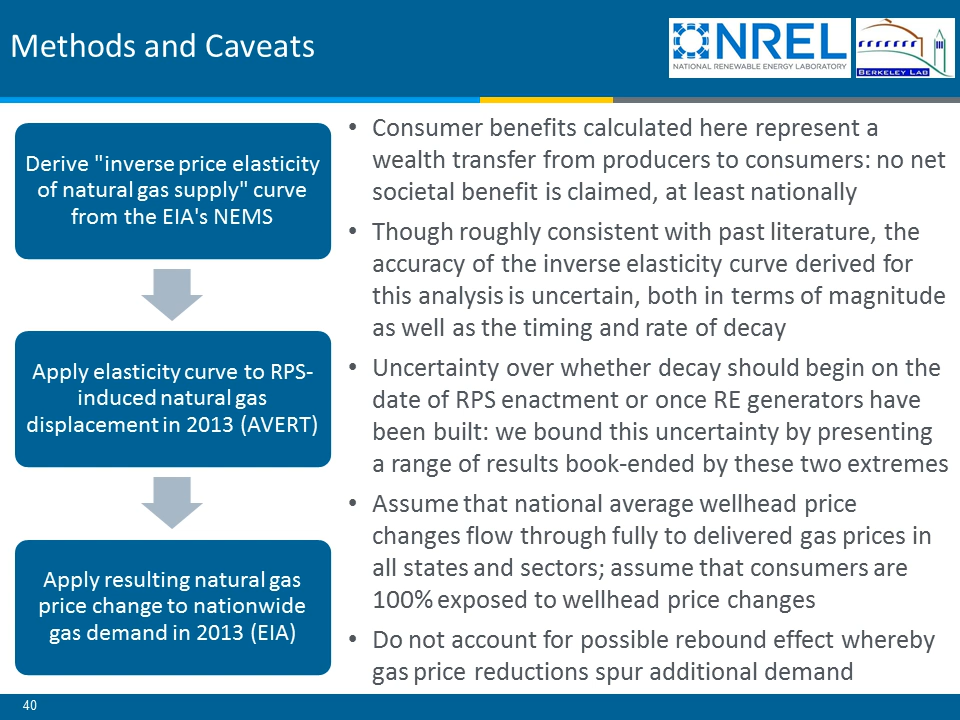 Methods and Caveats
NREL
NATIONAL RENEWABLE ENERGY LABORATORY
BERKELEY LAB
Derive "inverse price elasticity
of natural gas supply" curve
from the EIA's NEMS
Apply elasticity curve to RPS-
induced natural gas
displacement in 2013 (AVERT)
Apply resulting natural gas
price change to nationwide
gas demand in 2013 (EIA)
• Consumer benefits calculated here represent a
wealth transfer from producers to consumers: no net
societal benefit is claimed, at least nationally
• Though roughly consistent with past literature, the
accuracy of the inverse elasticity curve derived for
this analysis is uncertain, both in terms of magnitude
as well as the timing and rate of decay
• Uncertainty over whether decay should begin on the
date of RPS enactment or once RE generators have
been built: we bound this uncertainty by presenting
a range of results book-ended by these two extremes
• Assume that national average wellhead price
changes flow through fully to delivered gas prices in
all states and sectors; assume that consumers are
100% exposed to wellhead price changes
• Do not account for possible rebound effect whereby
gas price reductions spur additional demand
40